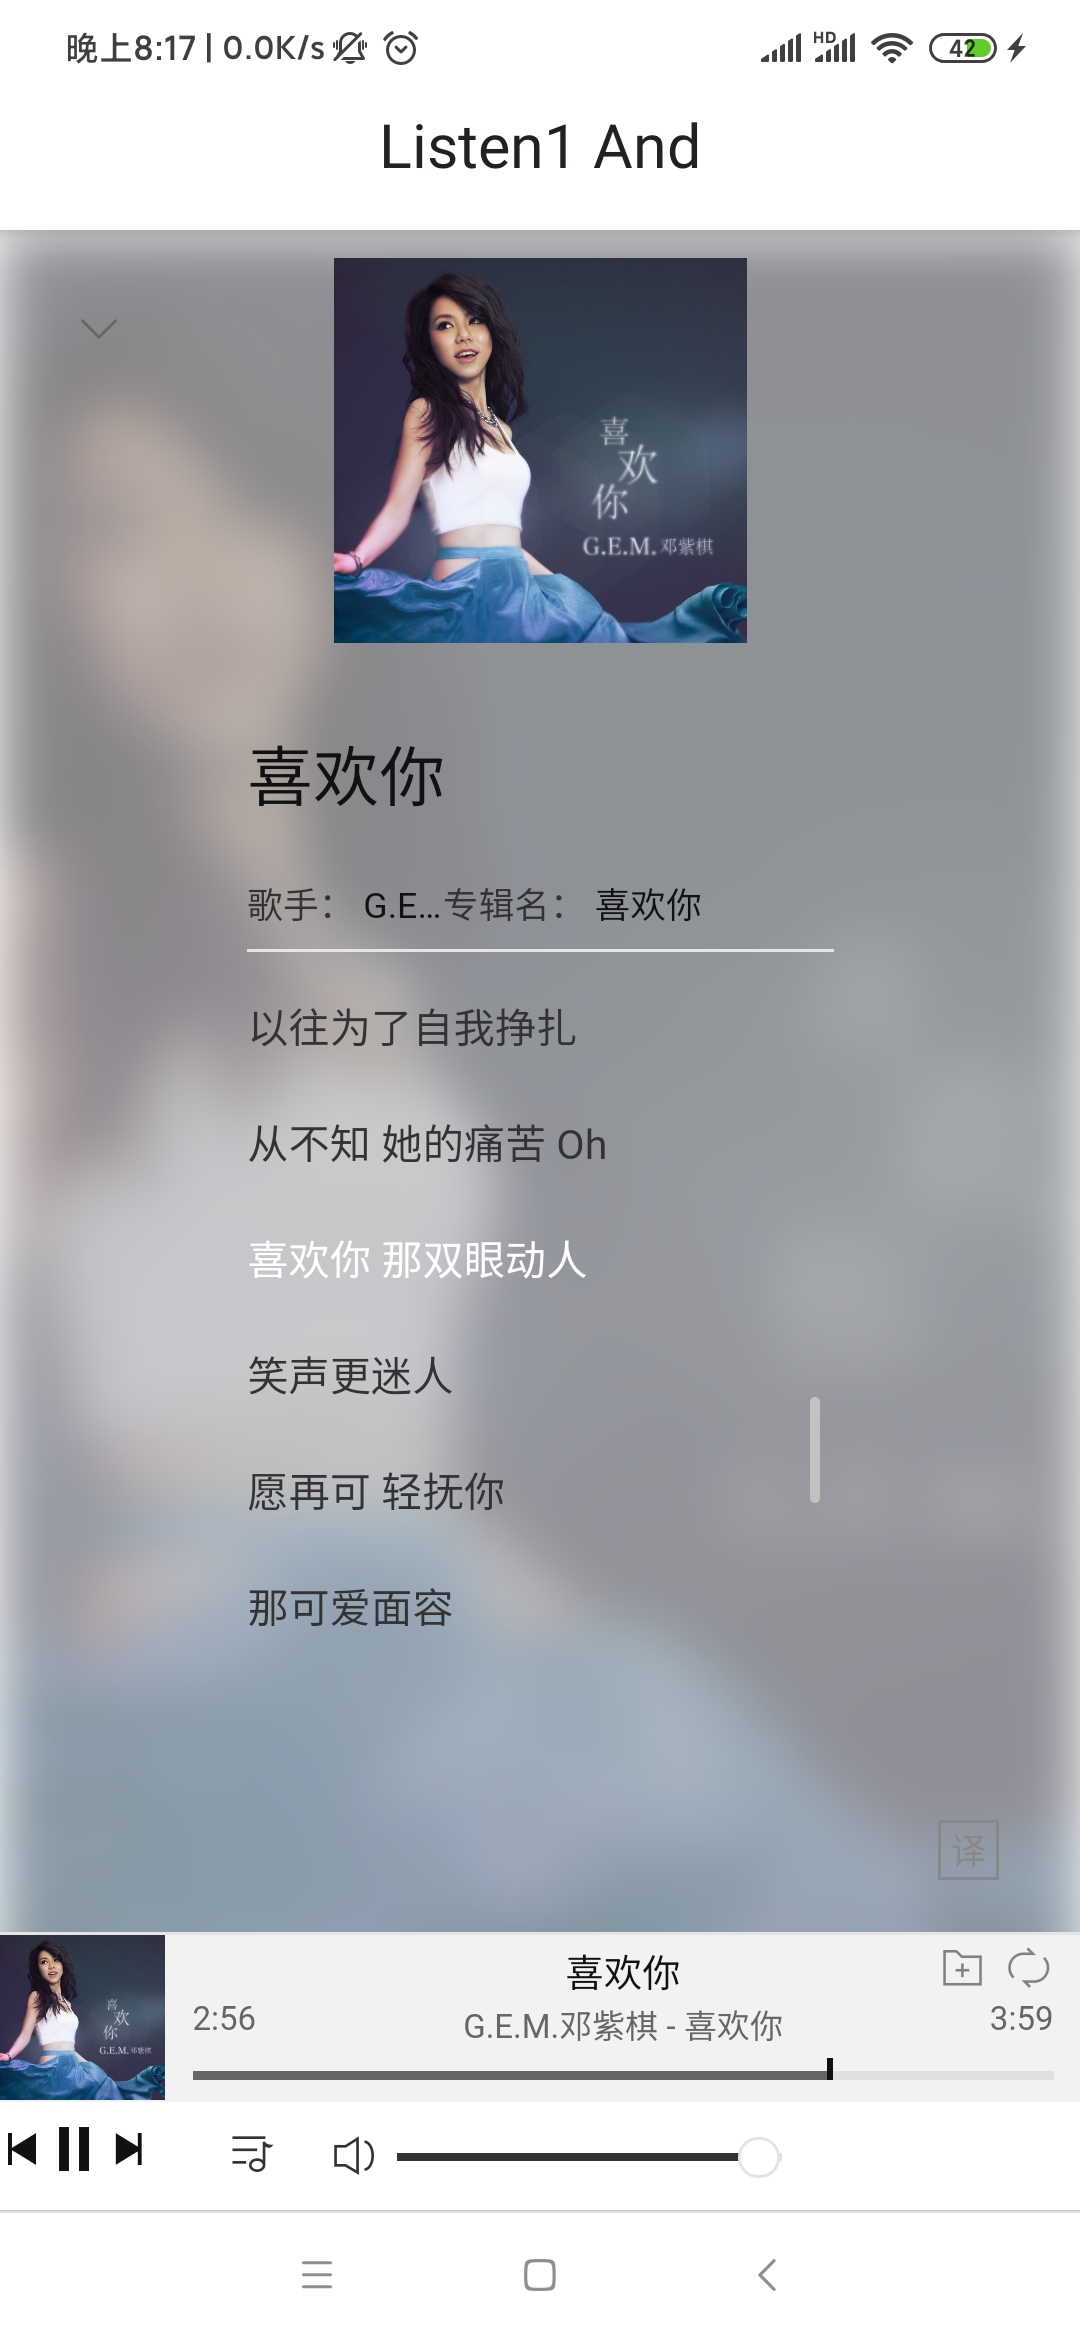 晚上8:17 | 0.0K/s HD 42
Listen1 And
喜
欢
你
G.E.M.邓紫棋
喜欢你
歌手： G.E...专辑名： 喜欢你
以往为了自我挣扎
从不知 她的痛苦 Oh
喜欢你 那双眼动人
笑声更迷人
愿再可 轻抚你
那可爱面容
译
喜
欢
你
G.E.M.邓紫棋
喜欢你
2:56 G.E.M.邓紫棋 - 喜欢你 3:59